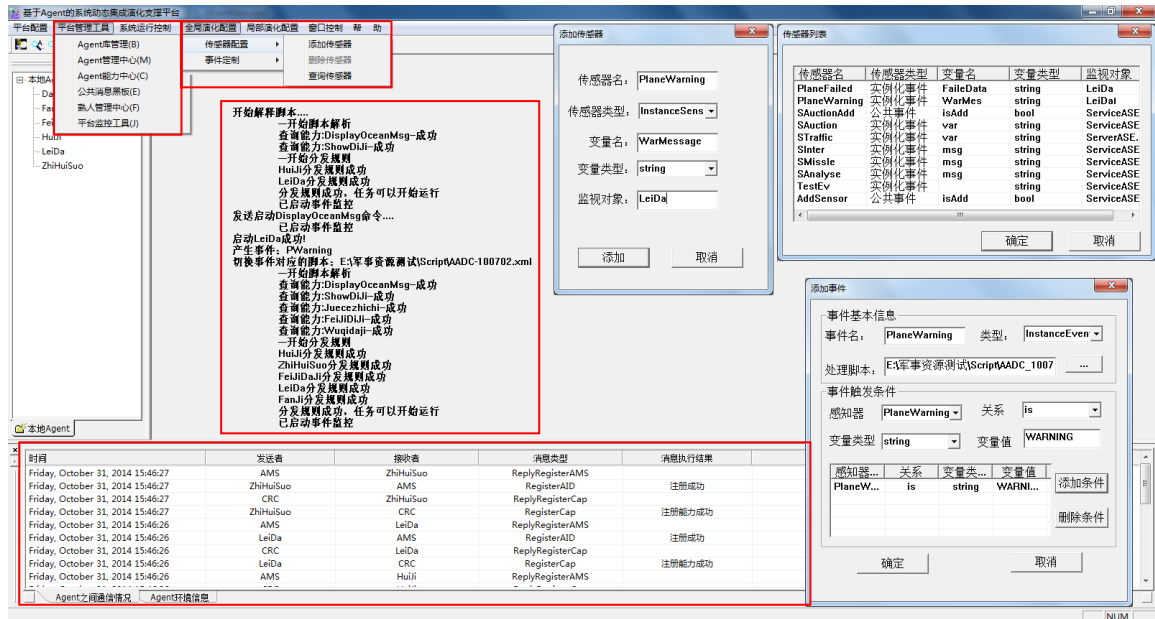 基于Agent的系统动态集成演化支撑平台
平台配置 平台管理工具 系统运行控制 全局演化配置 局部演化配置 窗口控制 帮 助
Agent库管理(B)
Agent管理中心(M)
Agent能力中心(C)
公共消息黑板(E)
熟人管理中心(F)
平台监控工具(J)
传感器配置
事件定制
添加传感器
删除传感器
查询传感器
本地A
Da
Fa
Fei
HuiJi
LeiDa
ZhiHuiSuo
本地Agent
开始解释脚本....
—开始脚本解析
查询能力:DisplayOceanMsg-成功
查询能力:ShowDiJi-成功
—开始分发规则
HuiJi分发规则成功
LeiDa分发规则成功
分发规则成功，任务可以开始运行
已启动事件监控
发送启动DisplayOceanMsg命令....
已启动事件监控
启动LeiDa成功!
产生事件：PWarning
切换事件对应的脚本：E:\军事资源测试\Script\AADC-100702.xml
—开始脚本解析
查询能力:DisplayOceanMsg-成功
查询能力:ShowDiJi-成功
查询能力:Juecezhichi-成功
查询能力:FeiJiDiJi-成功
查询能力:Wuqidaji-成功
—开始分发规则
HuiJi分发规则成功
ZhiHuiSuo分发规则成功
FeiJiDaJi分发规则成功
LeiDa分发规则成功
FanJi分发规则成功
分发规则成功，任务可以开始运行
已启动事件监控
添加传感器
传感器名： PlaneWarning
传感器类型： InstanceSens
变量名： WarMessage
变量类型： string
监视对象： LeiDa
添加 取消
传感器列表
传感器名 传感器类型 变量名 变量类型 监视对象
PlaneFailed 实例化事件 FaileData string LeiDa
PlaneWarning 实例化事件 WarMes string LeiDaI
SAuctionAdd 公共事件 isAdd bool ServiceASE
SAuction 实例化事件 var string ServiceASE
STraffic 实例化事件 var string ServerASE.
SInter 实例化事件 msg string ServiceASE
SMissle 实例化事件 msg string ServiceASE
SAnalyse 实例化事件 msg string ServiceASE
TestEv 实例化事件 string ServiceASE
AddSensor 公共事件 isAdd bool ServiceASE
确定 取消
添加事件
事件基本信息
事件名： PlaneWarning 类型： InstanceEven
处理脚本： E:\军事资源测试\Script\AADC_1007 ...
事件触发条件
感知器 PlaneWarning 关系 is
变量类型 string 变量值 WARNING
感知器... 关系 变量类... 变量值
PlaneW... is string WARNI...
添加条件
删除条件
确定 取消
时间 发送者 接收者 消息类型 消息执行结果
Friday, October 31, 2014 15:46:27 AMS ZhiHuiSuo ReplyRegisterAMS
Friday, October 31, 2014 15:46:27 ZhiHuiSuo AMS RegisterAID 注册成功
Friday, October 31, 2014 15:46:27 CRC ZhiHuiSuo ReplyRegisterCap
Friday, October 31, 2014 15:46:27 ZhiHuiSuo CRC RegisterCap 注册能力成功
Friday, October 31, 2014 15:46:26 AMS LeiDa ReplyRegisterAMS
Friday, October 31, 2014 15:46:26 LeiDa AMS RegisterAID 注册成功
Friday, October 31, 2014 15:46:26 CRC LeiDa ReplyRegisterCap
Friday, October 31, 2014 15:46:26 LeiDa CRC RegisterCap 注册能力成功
Friday, October 31, 2014 15:46:26 AMS HuiJi ReplyRegisterAMS
Agent之间通信情况 Agent环境信息
NUM